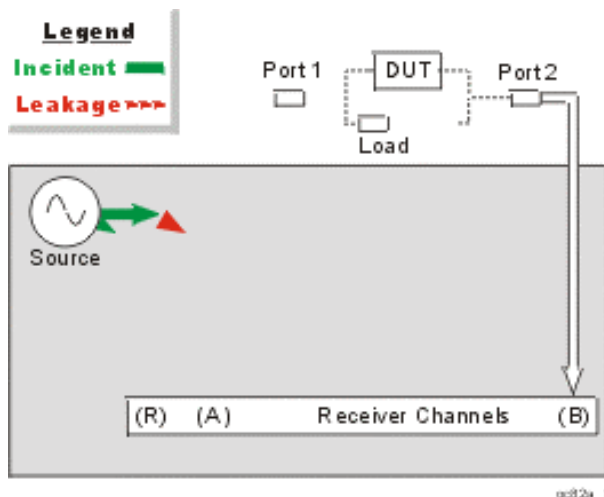 Legend
Incident
Leakage
Port 1
DUT
Port 2
Load
Source
(R) (A) Receiver Channels (B)